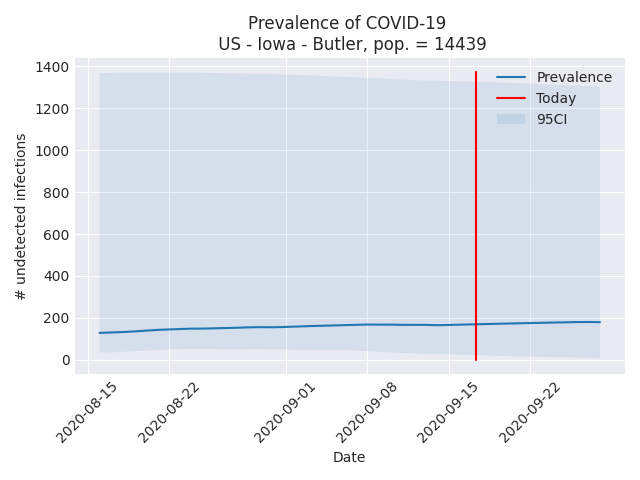 Prevalence of COVID-19
US - Iowa - Butler, pop. = 14439
1400
1200
1000
800
600
400
200
0
# undetected infections
Prevalence
Today
95CI
2020-08-15
2020-08-22
2020-09-01
2020-09-08
2020-09-15
2020-09-22
Date